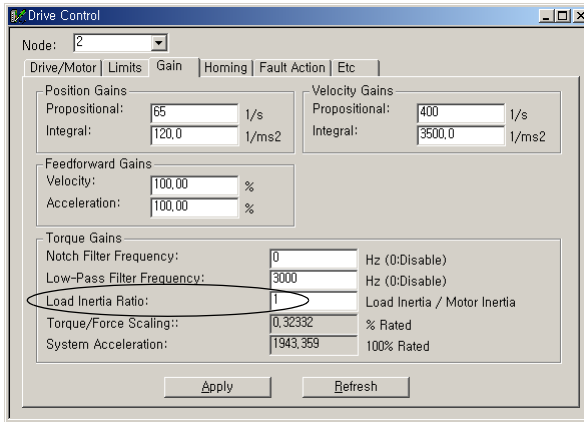 Drive Control
Node: 2
Drive/Motor Limits Gain Homing Fault Action Etc
Position Gains
Propositional: 65 1/s
Integral: 120,0 1/ms2
Velocity Gains
Propositional: 400 1/s
Integral: 3500,0 1/ms2
Feedforward Gains
Velocity: 100,00 %
Acceleration: 100,00 %
Torque Gains
Notch Filter Frequency: 0 Hz (0:Disable)
Low-Pass Filter Frequency: 3000 Hz (0:Disable)
Load Inertia Ratio: 1 Load Inertia / Motor Inertia
Torque/Force Scaling:: 0,32332 % Rated
System Acceleration: 1943,359 100% Rated
Apply Refresh